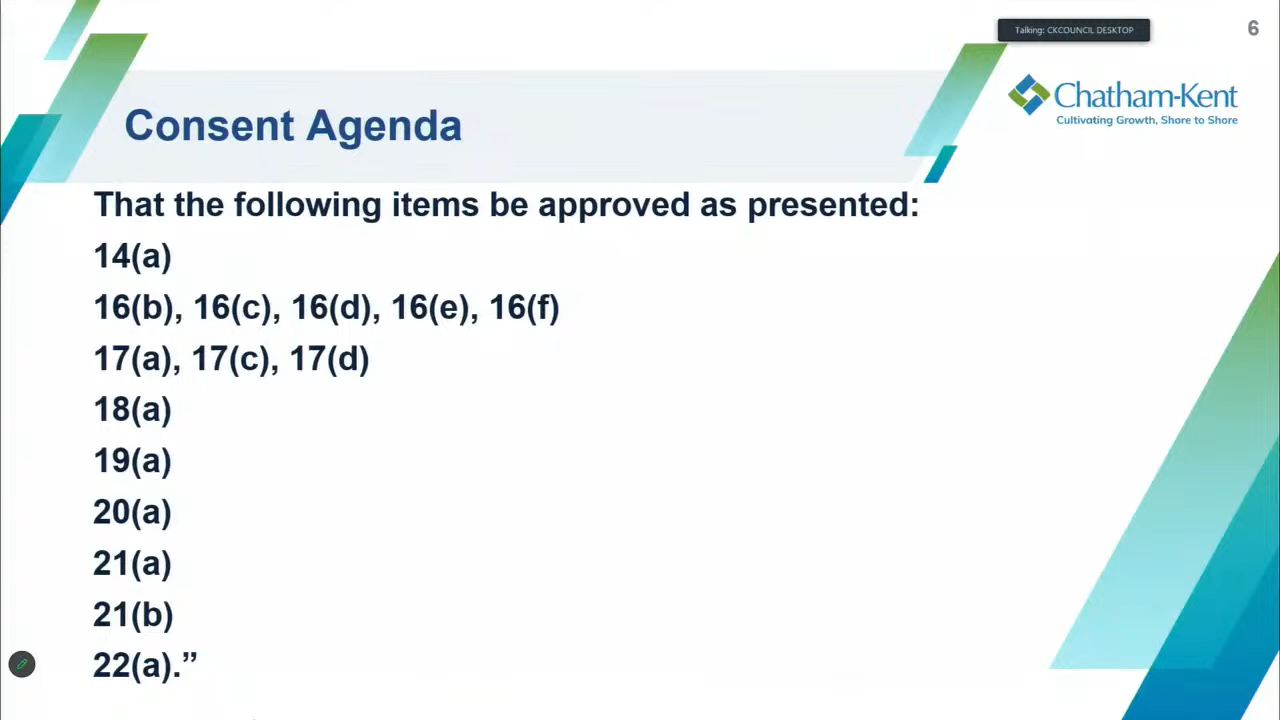 Talking: CKCOUNCIL DESKTOP
6
Chatham-Kent
Cultivating Growth, Shore to Shore
Consent Agenda
That the following items be approved as presented:
14(a)
16(b), 16(c), 16(d), 16(e), 16(f)
17(a), 17(c), 17(d)
18(a)
19(a)
20(a)
21(a)
21(b)
22(a).”